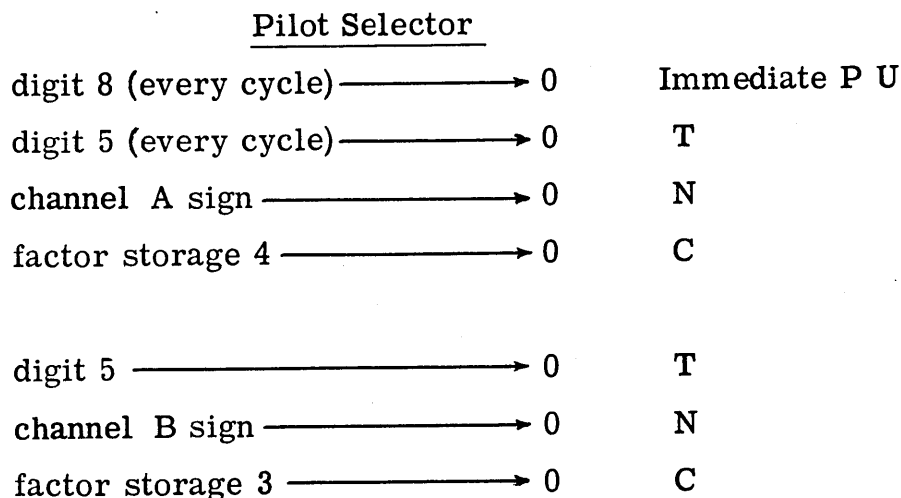 Pilot Selector
digit 8 (every cycle) → 0 Immediate P U
digit 5 (every cycle) → 0 T
channel A sign → 0 N
factor storage 4 → 0 C
digit 5 → 0 T
channel B sign → 0 N
factor storage 3 → 0 C